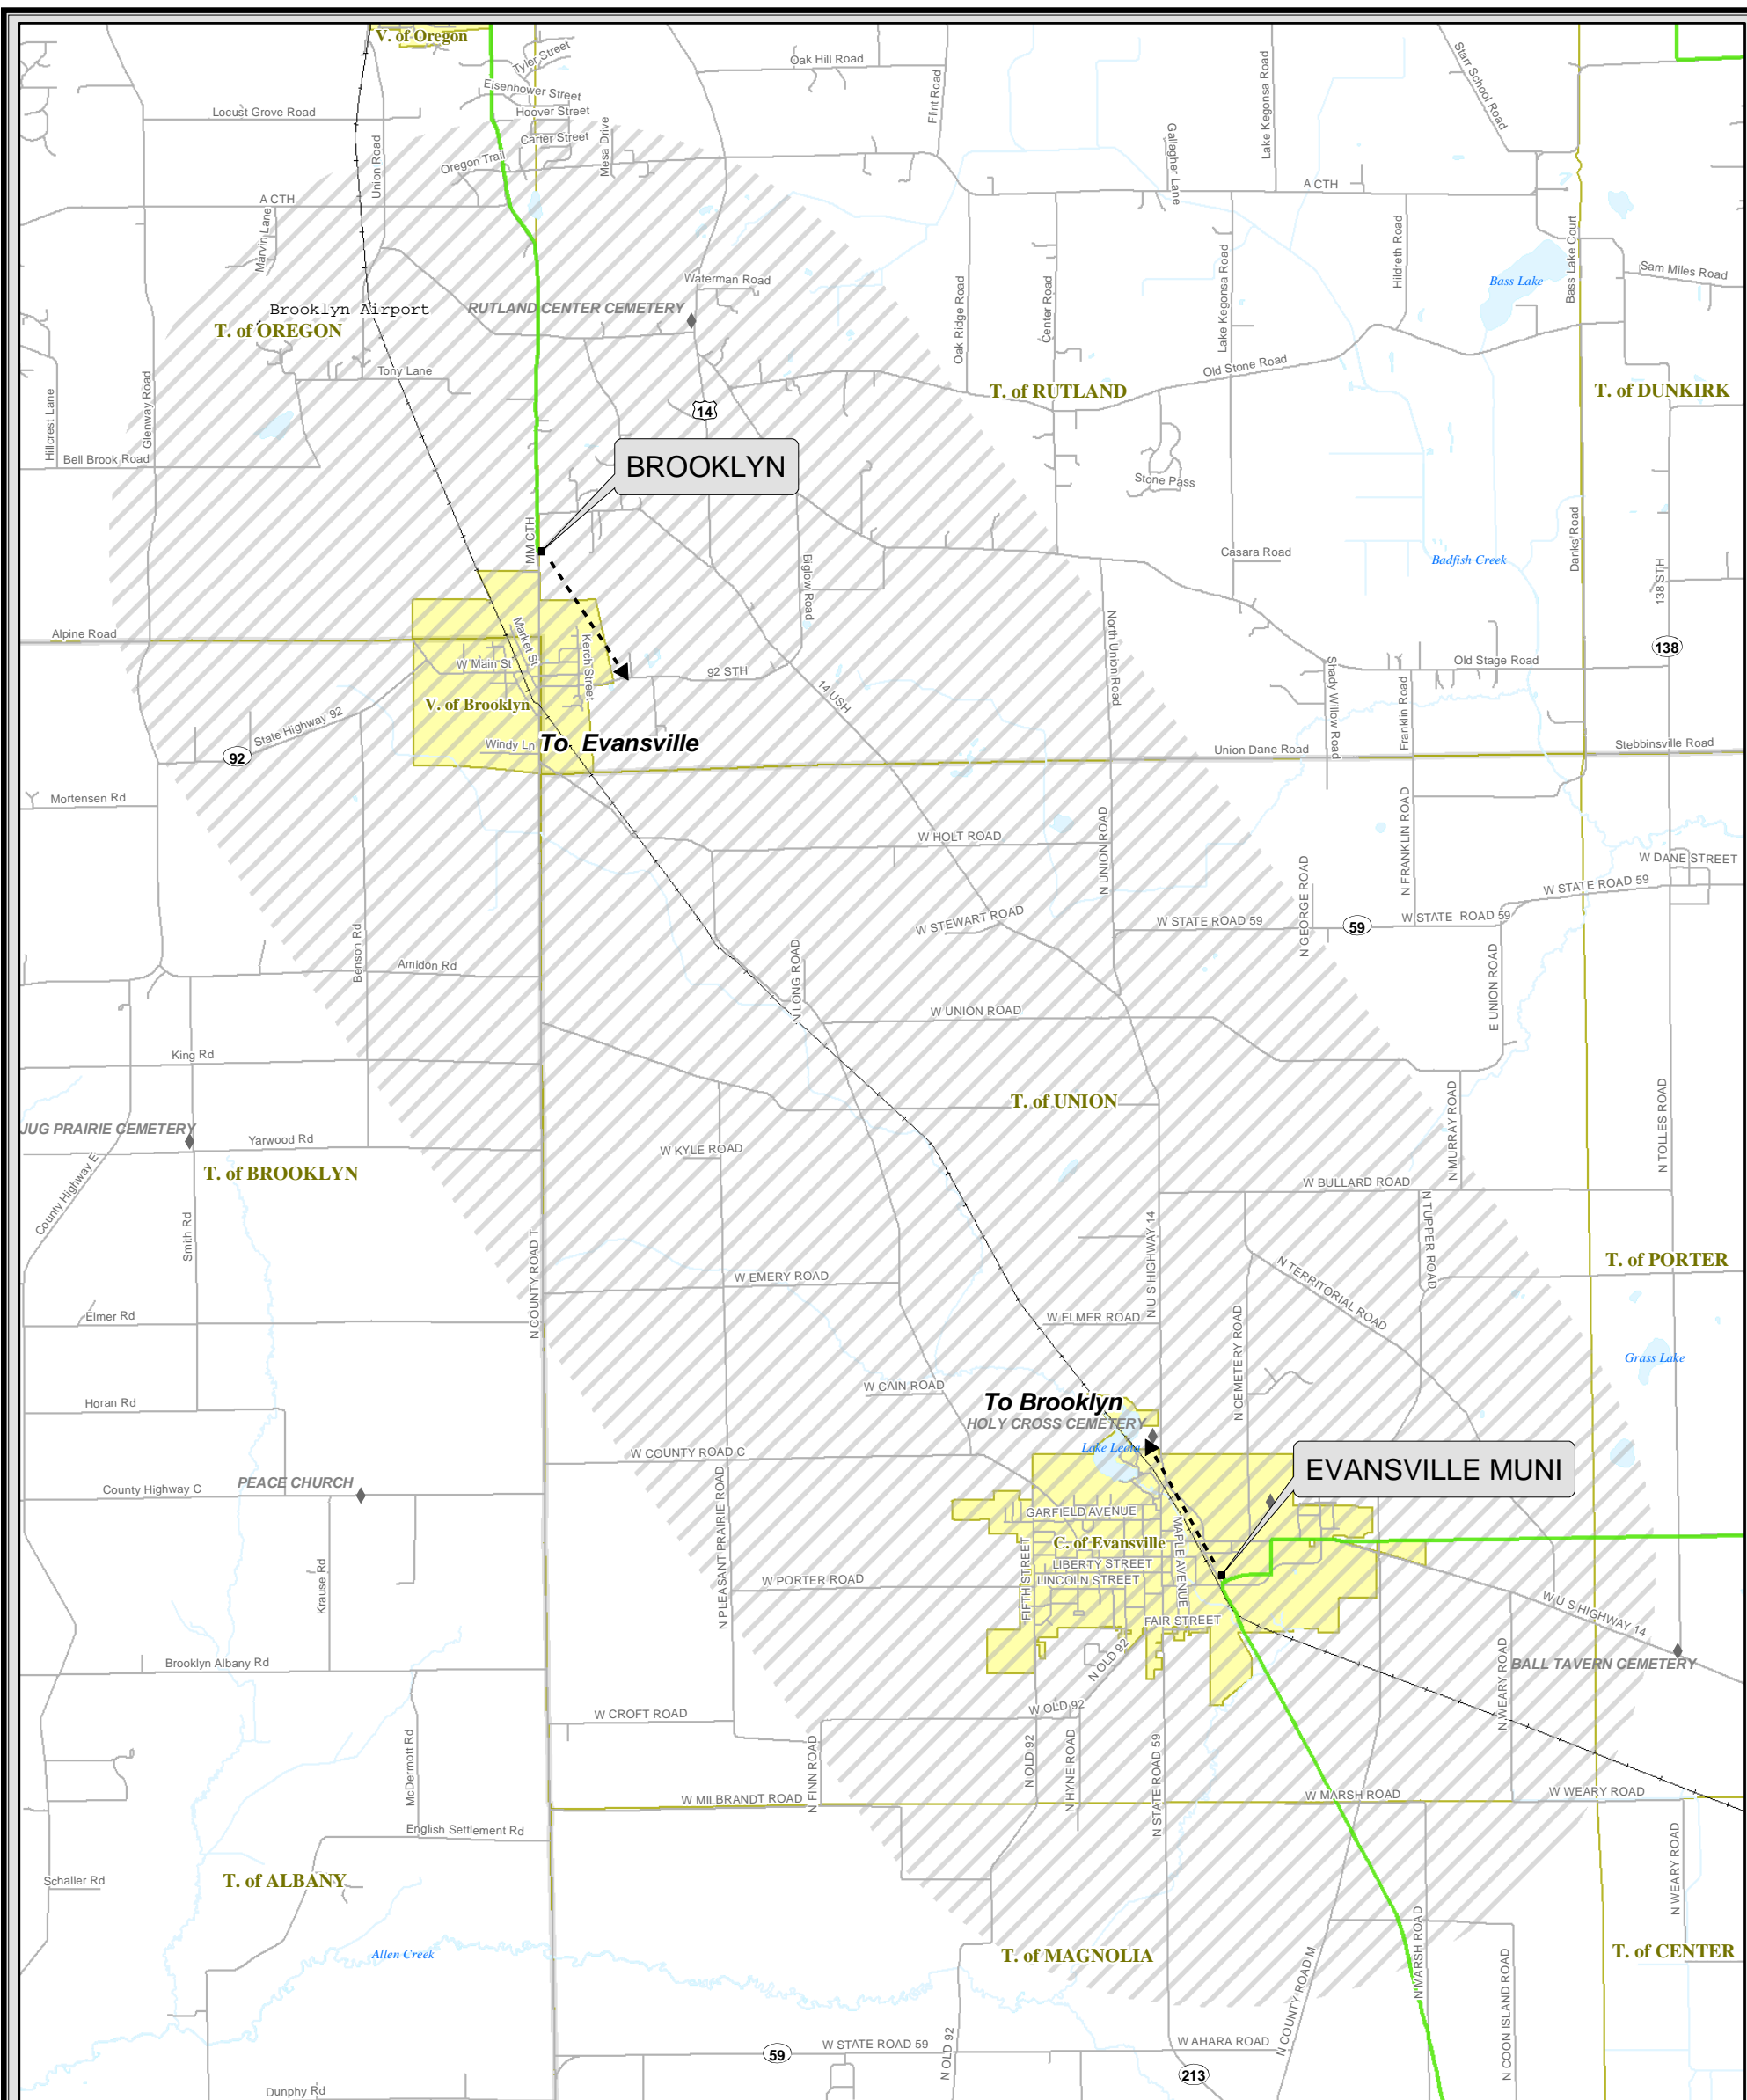 V. of Oregon
Tyler Street
Oak Hill Road
Eisenhower Street
Flint Road
Lake Kegonsa Road
Starr School Road
Locust Grove Road
Hoover Street
Carter Street
Mesa Drive
Union Road
Oregon Trail
Gallagher Lane
A CTH
A CTH
Marvin Lane
Hildreth Road
Bass Lake Court
Sam Miles Road
Waterman Road
Bass Lake
Brooklyn Airport
RUTLAND CENTER CEMETERY
T. of OREGON
Oak Ridge Road
Center Road
Lake Kegonsa Road
Old Stone Road
Tony Lane
T. of RUTLAND
T. of DUNKIRK
Hillcrest Lane
Glenway Road
14
Bell Brook Road
BROOKLYN
Stone Pass
MM CTH
Casara Road
Badfish Creek
Danks Road
138 STH
Biglow Road
Alpine Road
Market St
Kerch Street
North Union Road
138
W Main St
92 STH
Old Stage Road
Shady Willow Road
Franklin Road
V. of Brooklyn
14 USH
State Highway 92
92
Windy Ln
To Evansville
Union Dane Road
Stebbinsville Road
Mortensen Rd
W HOLT ROAD
N UNION ROAD
N FRANKLIN ROAD
W DANE STREET
W STATE ROAD 59
N GEORGE ROAD
W STEWART ROAD
W STATE ROAD 59
59
W STATE ROAD 59
Benson Rd
Amidon Rd
N LONG ROAD
E UNION ROAD
W UNION ROAD
King Rd
T. of UNION
N MURRAY ROAD
N TOLLES ROAD
JUG PRAIRIE CEMETERY
Yarwood Rd
W KYLE ROAD
County Highway E
T. of BROOKLYN
W BULLARD ROAD
N TUPPER ROAD
Smith Rd
N COUNTY ROAD T
N U S HIGHWAY 14
T. of PORTER
W EMERY ROAD
N TERRITORIAL ROAD
Elmer Rd
W ELMER ROAD
N CEMETERY ROAD
Grass Lake
W CAIN ROAD
Horan Rd
To Brooklyn
HOLY CROSS CEMETERY
Lake Leota
W COUNTY ROAD C
EVANSVILLE MUNI
PEACE CHURCH
County Highway C
N PLEASANT PRAIRIE ROAD
GARFIELD AVENUE
C. of Evansville
MAPLE AVENUE
LIBERTY STREET
LINCOLN STREET
W PORTER ROAD
FIFTH STREET
Krause Rd
FAIR STREET
W U S HIGHWAY 14
N OLD 92
N WEARY ROAD
Brooklyn Albany Rd
BALL TAVERN CEMETERY
W OLD 92
W CROFT ROAD
N FINN ROAD
N OLD 92
N HYNE ROAD
N STATE ROAD 59
McDermott Rd
W MILBRANDT ROAD
W MARSH ROAD
W WEARY ROAD
English Settlement Rd
Schaller Rd
T. of ALBANY
N WEARY ROAD
Allen Creek
T. of MAGNOLIA
N MARSH ROAD
T. of CENTER
N COUNTY ROAD M
N COON ISLAND ROAD
59
W STATE ROAD 59
N OLD 92
W AHARA ROAD
213
Dunphy Rd